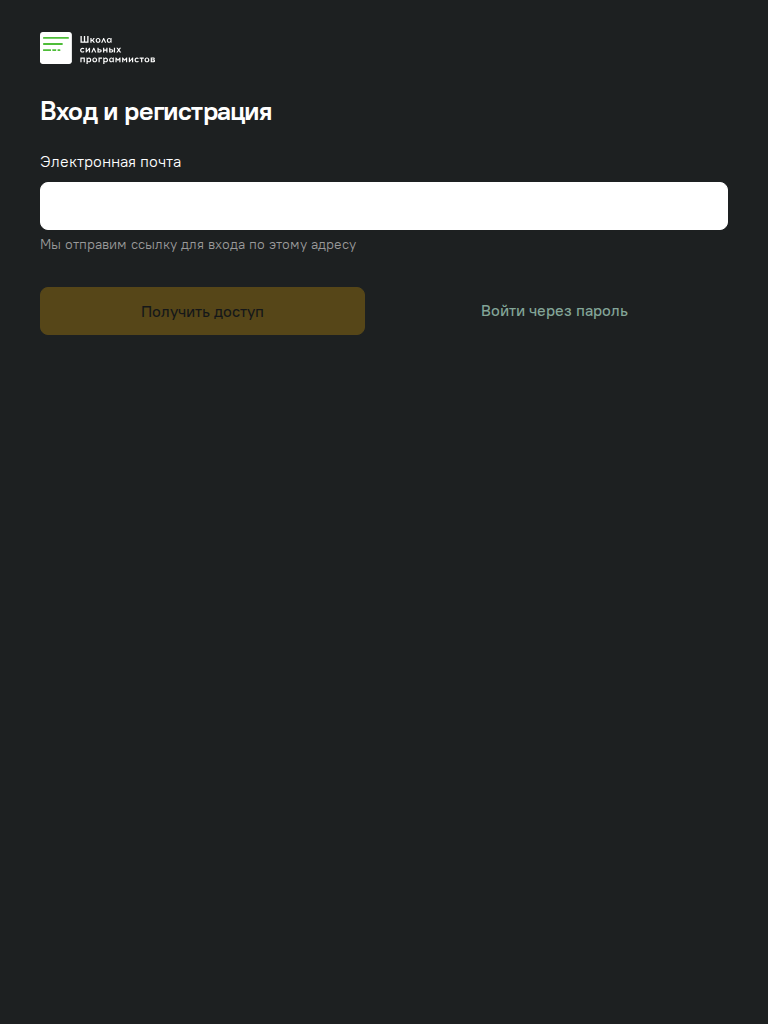 Школа
сильных
программистов
Вход и регистрация
Электронная почта
Мы отправим ссылку для входа по этому адресу
Получить доступ
Войти через пароль